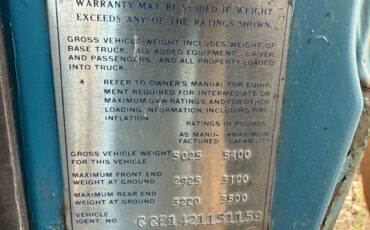 WARRANTY MAY BE VOIDED IF WEIGHT
EXCEEDS ANY OF THE RATINGS SHOWN.
GROSS VEHICLE WEIGHT INCLUDES WEIGHT OF
BASE TRUCK, ALL ADDED EQUIPMENT, DRIVER
AND PASSENGERS, AND ALL PROPERTY LOADED
INTO TRUCK.
* REFER TO OWNER'S MANUAL FOR EQUIP-
MENT REQUIRED FOR INTERMEDIATE OR
MAXIMUM GVW RATINGS, AND FOR OTHER
LOADING INFORMATION, INCLUDING TIRE
INFLATION.
RATINGS IN POUNDS
AS MANU- *MAXIMUM
FACTURED CAPABILITY
GROSS VEHICLE WEIGHT 5025 5400
FOR THIS VEHICLE
MAXIMUM FRONT END 2925 3100
WEIGHT AT GROUND
MAXIMUM REAR END
WEIGHT AT GROUND
VEHICLE
IDENT. NO.